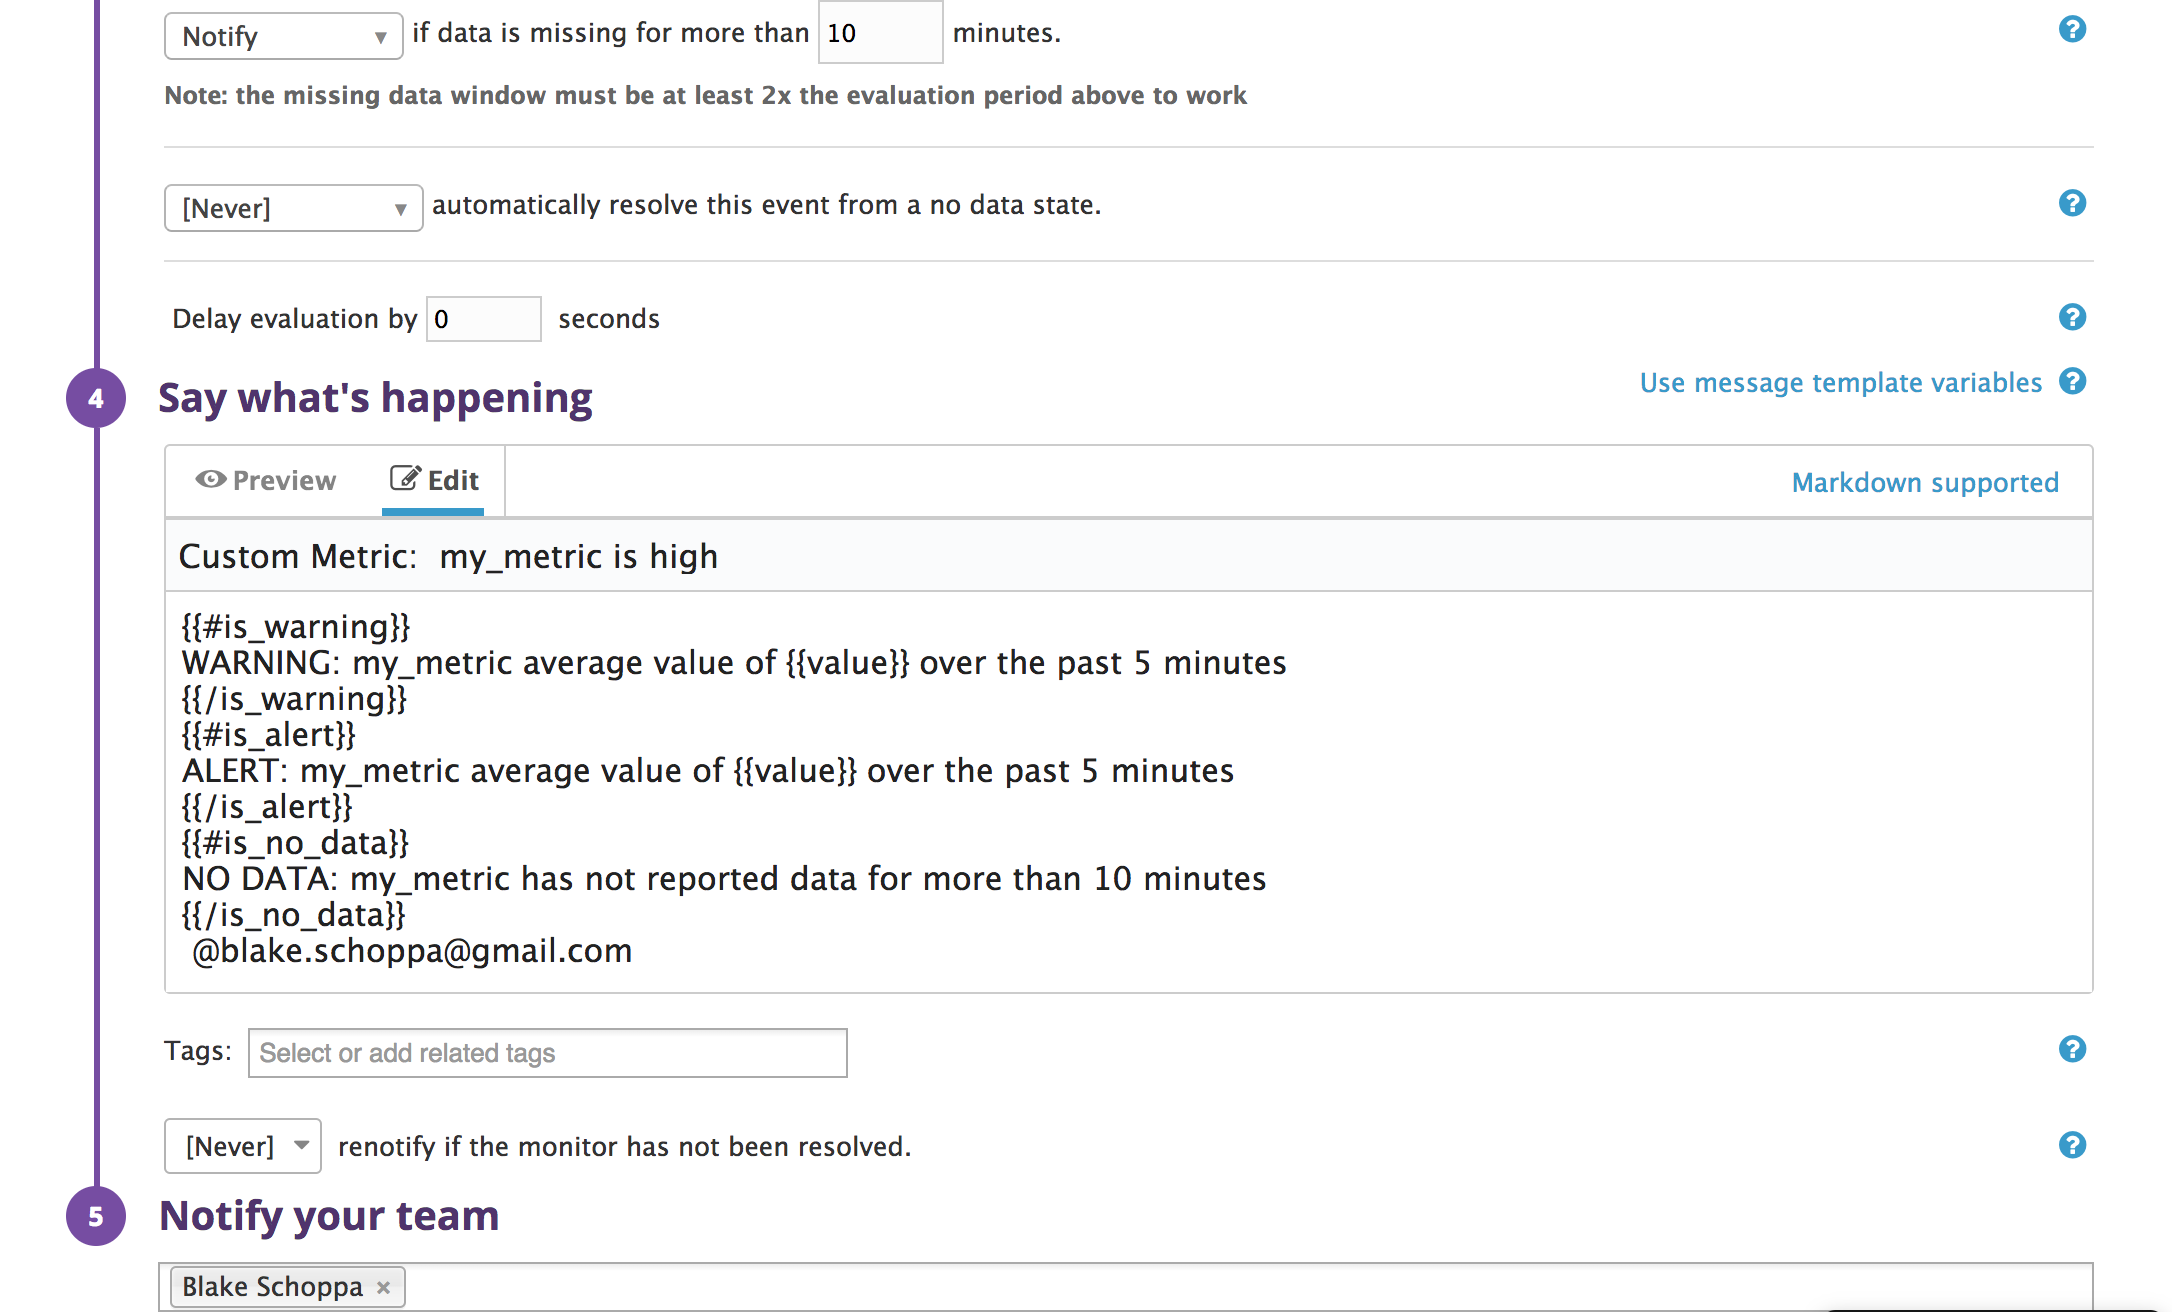 Notify ▼ if data is missing for more than 10 minutes. ?
Note: the missing data window must be at least 2x the evaluation period above to work
[Never] ▼ automatically resolve this event from a no data state. ?
Delay evaluation by 0 seconds ?
4 Say what's happening Use message template variables ?
Preview Edit Markdown supported
Custom Metric: my_metric is high
{{#is_warning}}
WARNING: my_metric average value of {{value}} over the past 5 minutes
{{/is_warning}}
{{#is_alert}}
ALERT: my_metric average value of {{value}} over the past 5 minutes
{{/is_alert}}
{{#is_no_data}}
NO DATA: my_metric has not reported data for more than 10 minutes
{{/is_no_data}}
@blake.schoppa@gmail.com
Tags: Select or add related tags ?
[Never] renotify if the monitor has not been resolved. ?
5 Notify your team
Blake Schoppa ×